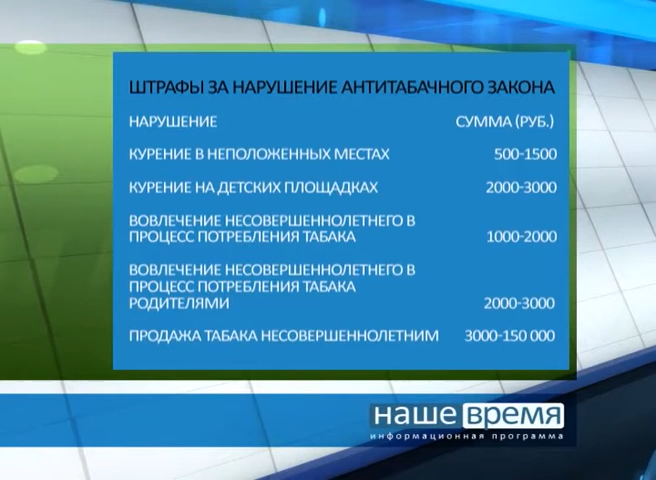 ШТРАФЫ ЗА НАРУШЕНИЕ АНТИТАБАЧНОГО ЗАКОНА
НАРУШЕНИЕ СУММА (РУБ.)
КУРЕНИЕ В НЕПОЛОЖЕННЫХ МЕСТАХ 500-1500
КУРЕНИЕ НА ДЕТСКИХ ПЛОЩАДКАХ 2000-3000
ВОВЛЕЧЕНИЕ НЕСОВЕРШЕННОЛЕТНЕГО В
ПРОЦЕСС ПОТРЕБЛЕНИЯ ТАБАКА 1000-2000
ВОВЛЕЧЕНИЕ НЕСОВЕРШЕННОЛЕТНЕГО В
ПРОЦЕСС ПОТРЕБЛЕНИЯ ТАБАКА
РОДИТЕЛЯМИ 2000-3000
ПРОДАЖА ТАБАКА НЕСОВЕРШЕННОЛЕТНИМ 3000-150 000
наше время
информационная программа